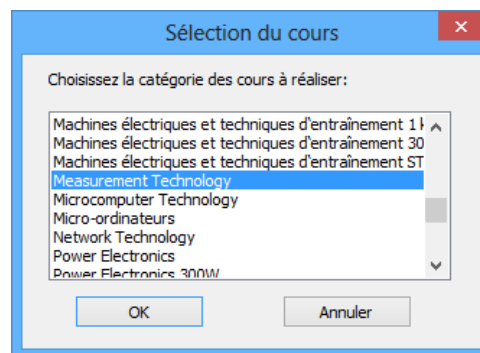 Sélection du cours
Choisissez la catégorie des cours à réaliser:
Machines électriques et techniques d'entraînement 1
Machines électriques et techniques d'entraînement 30
Machines électriques et techniques d'entraînement ST
Measurement Technology
Microcomputer Technology
Micro-ordinateurs
Network Technology
Power Electronics
Power Electronics 300W
OK
Annuler